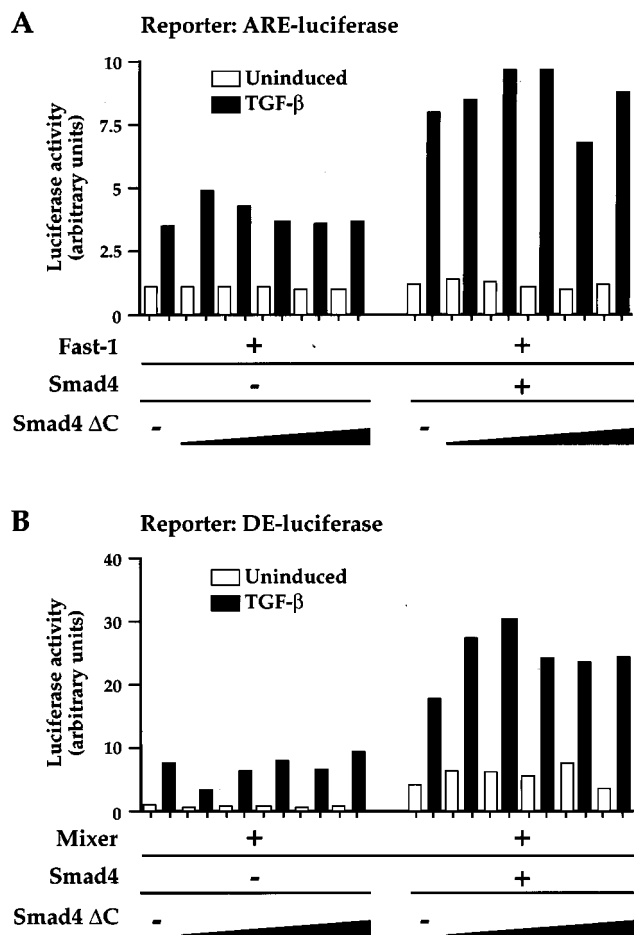 A Reporter: ARE-luciferase
10
7.5
5
2.5
0
Luciferase activity
(arbitrary units)
Uninduced
TGF-β
Fast-1 + +
Smad4 - +
Smad4 ΔC - -
B Reporter: DE-luciferase
40
30
20
10
0
Luciferase activity
(arbitrary units)
Uninduced
TGF-β
Mixer + +
Smad4 - +
Smad4 ΔC - -